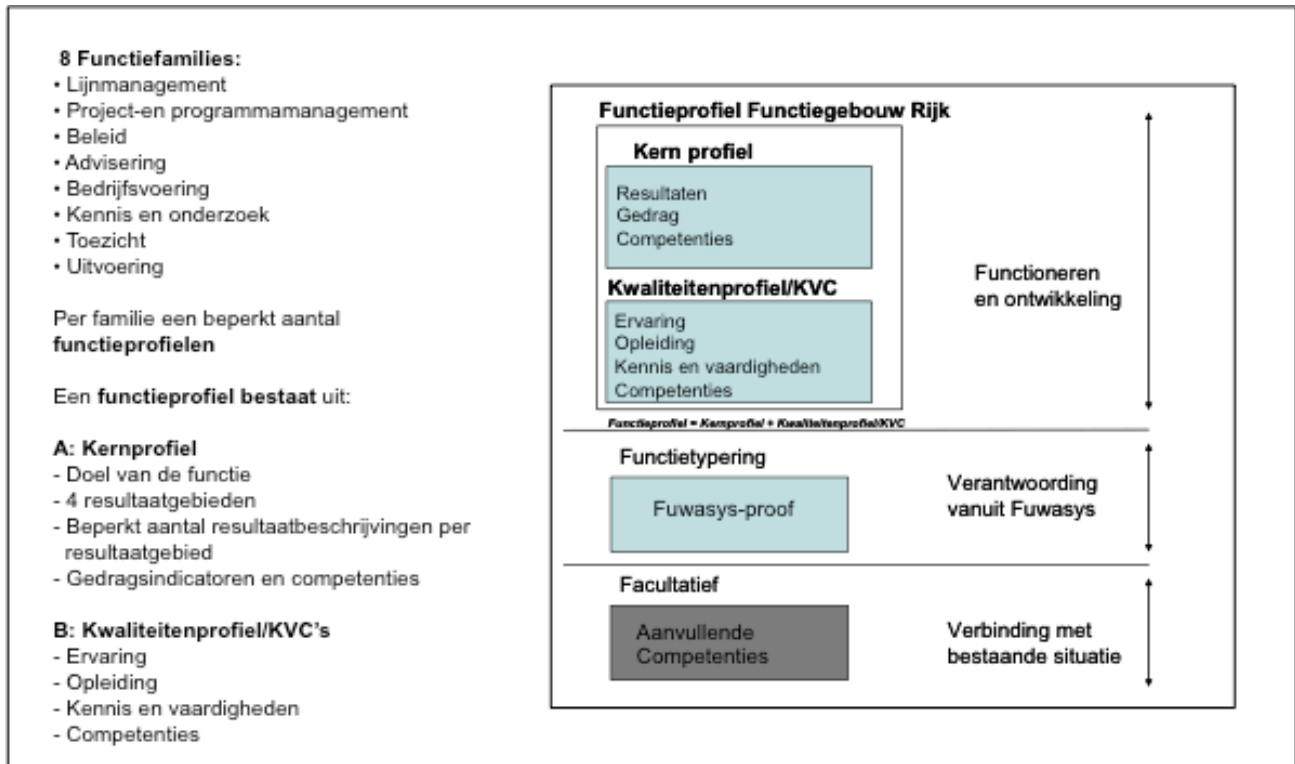 8 Functiefamilies:
• Lijnmanagement
• Project-en programmamanagement
• Beleid
• Advisering
• Bedrijfsvoering
• Kennis en onderzoek
• Toezicht
• Uitvoering
Per familie een beperkt aantal
functieprofielen
Een functieprofiel bestaat uit:
A: Kernprofiel
- Doel van de functie
- 4 resultaatgebieden
- Beperkt aantal resultaatbeschrijvingen per
resultaatgebied
- Gedragsindicatoren en competenties
B: Kwaliteitenprofiel/KVC's
- Ervaring
- Opleiding
- Kennis en vaardigheden
- Competenties
Functieprofiel Functiegebouw Rijk
Kern profiel
Resultaten
Gedrag
Competenties
Kwaliteitenprofiel/KVC
Ervaring
Opleiding
Kennis en vaardigheden
Competenties
Functieprofiel = Kernprofiel + Kwaliteitenprofiel/KVC
Functioneren
en ontwikkeling
Functietypering
Fuwasys-proof
Verantwoording
vanuit Fuwasys
Facultatief
Aanvullende
Competenties
Verbinding met
bestaande situatie